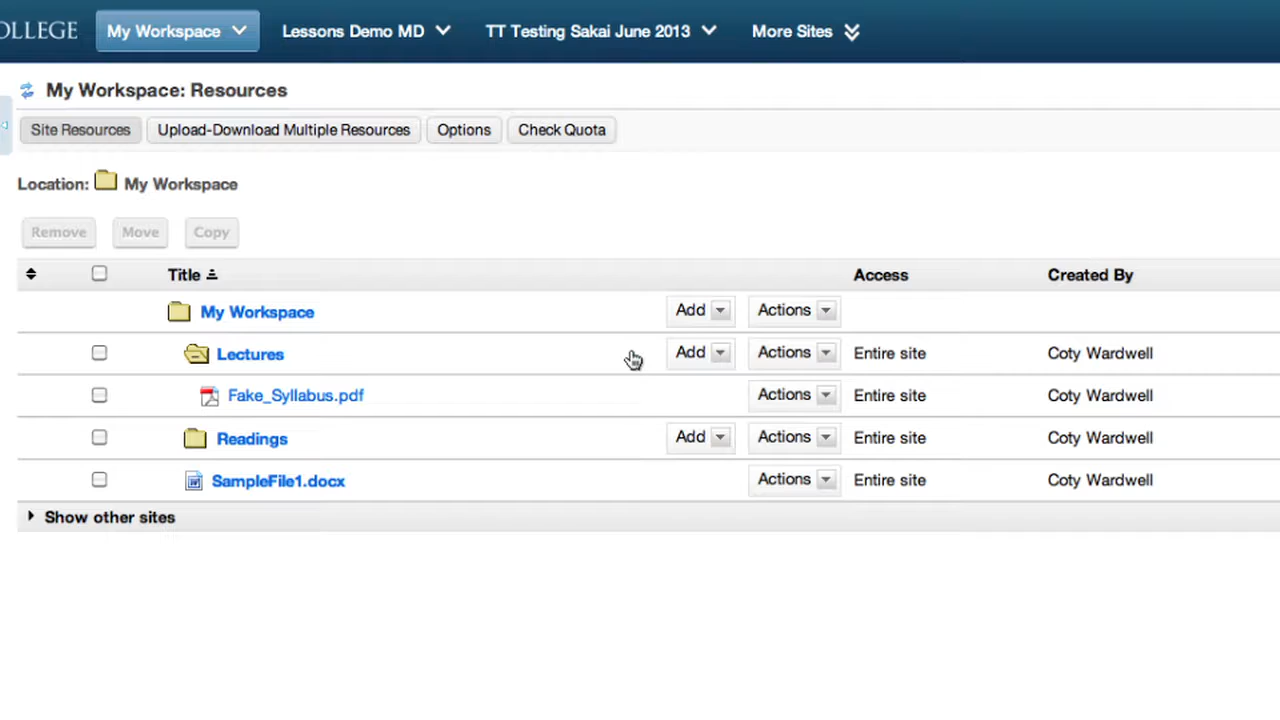 My Workspace Lessons Demo MD TT Testing Sakai June 2013 More Sites
My Workspace: Resources
Site Resources Upload-Download Multiple Resources Options Check Quota
Location: My Workspace
Remove Move Copy
Title Access Created By
My Workspace Add Actions
Lectures Add Actions Entire site Coty Wardwell
Fake_Syllabus.pdf Actions Entire site Coty Wardwell
Readings Add Actions Entire site Coty Wardwell
SampleFile1.docx Actions Entire site Coty Wardwell
Show other sites